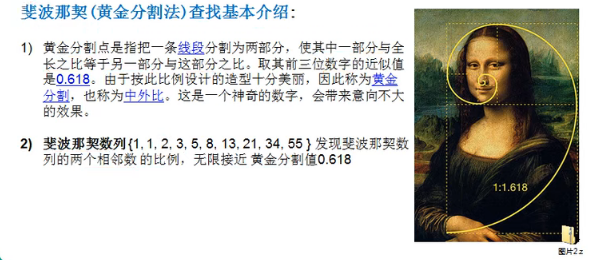 斐波那契(黄金分割法)查找基本介绍:
1) 黄金分割点是指把一条线段分割为两部分，使其中一部分与全
长之比等于另一部分与这部分之比。取其前三位数字的近似值
是0.618。由于按此比例设计的造型十分美丽，因此称为黄金
分割，也称为中外比。这是一个神奇的数字，会带来意向不大
的效果。
2) 斐波那契数列{1, 1, 2, 3, 5, 8, 13, 21, 34, 55 } 发现斐波那契数
列的两个相邻数 的比例，无限接近 黄金分割值0.618
1:1.618
图片2.z